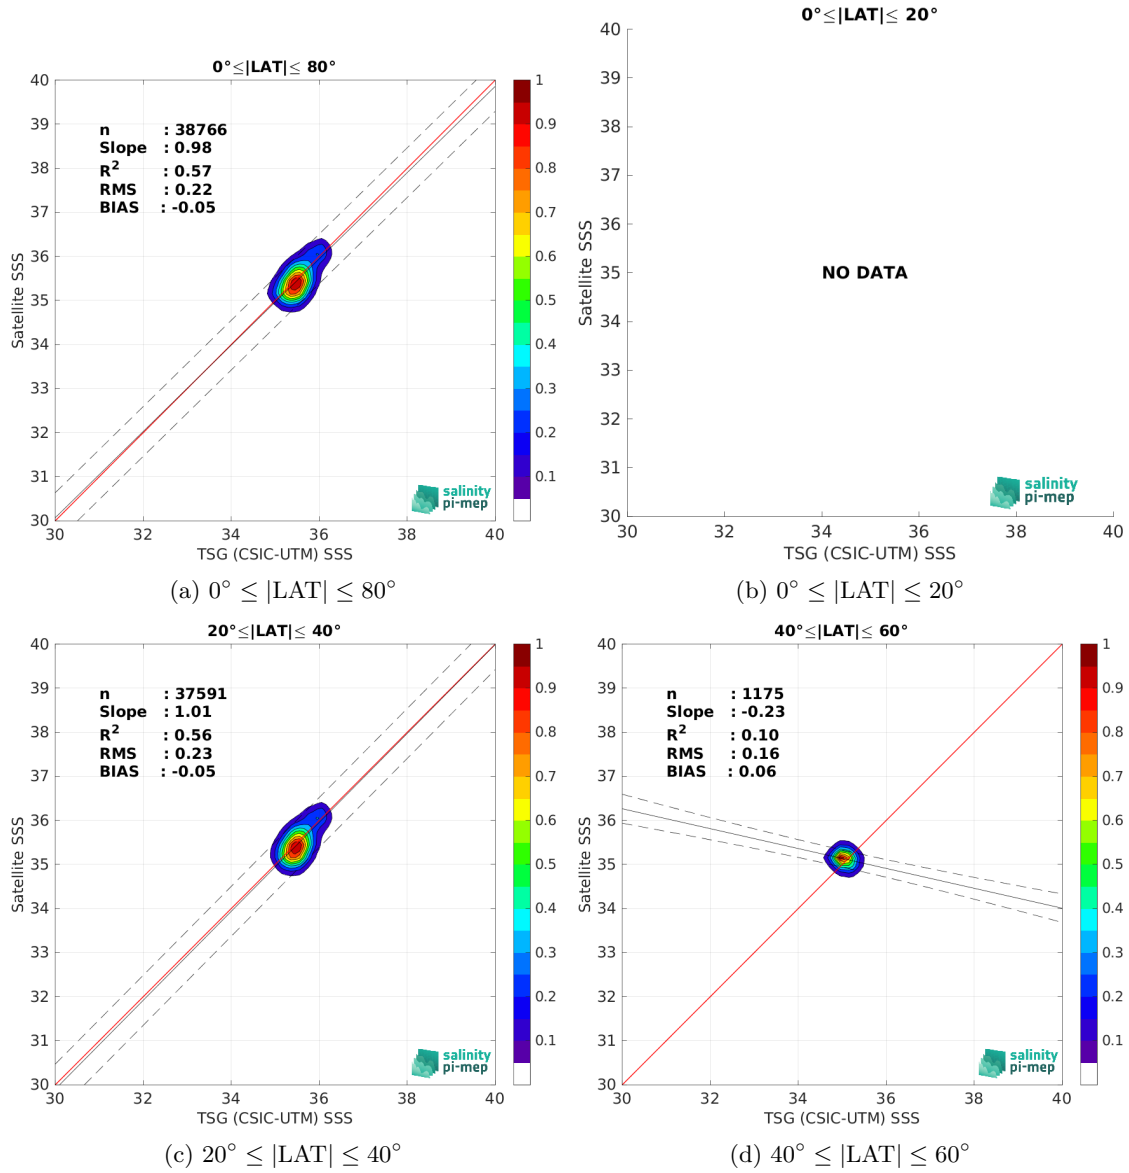 0°≤|LAT|≤ 80°
40
39
38
37
36
35
34
33
32
31
30
Satellite SSS
n : 38766
Slope : 0.98
R² : 0.57
RMS : 0.22
BIAS : -0.05
salinity
pi-mep
30 32 34 36 38 40
TSG (CSIC-UTM) SSS
1
0.9
0.8
0.7
0.6
0.5
0.4
0.3
0.2
0.1
(a) 0° ≤ |LAT| ≤ 80°
0°≤|LAT|≤ 20°
40
39
38
37
36
35
34
33
32
31
30
Satellite SSS
NO DATA
salinity
pi-mep
30 32 34 36 38 40
TSG (CSIC-UTM) SSS
(b) 0° ≤ |LAT| ≤ 20°
20°≤|LAT|≤ 40°
40
39
38
37
36
35
34
33
32
31
30
Satellite SSS
n : 37591
Slope : 1.01
R² : 0.56
RMS : 0.23
BIAS : -0.05
salinity
pi-mep
30 32 34 36 38 40
TSG (CSIC-UTM) SSS
1
0.9
0.8
0.7
0.6
0.5
0.4
0.3
0.2
0.1
(c) 20° ≤ |LAT| ≤ 40°
40°≤|LAT|≤ 60°
40
39
38
37
36
35
34
33
32
31
30
Satellite SSS
n : 1175
Slope : -0.23
R² : 0.10
RMS : 0.16
BIAS : 0.06
salinity
pi-mep
30 32 34 36 38 40
TSG (CSIC-UTM) SSS
1
0.9
0.8
0.7
0.6
0.5
0.4
0.3
0.2
0.1
(d) 40° ≤ |LAT| ≤ 60°